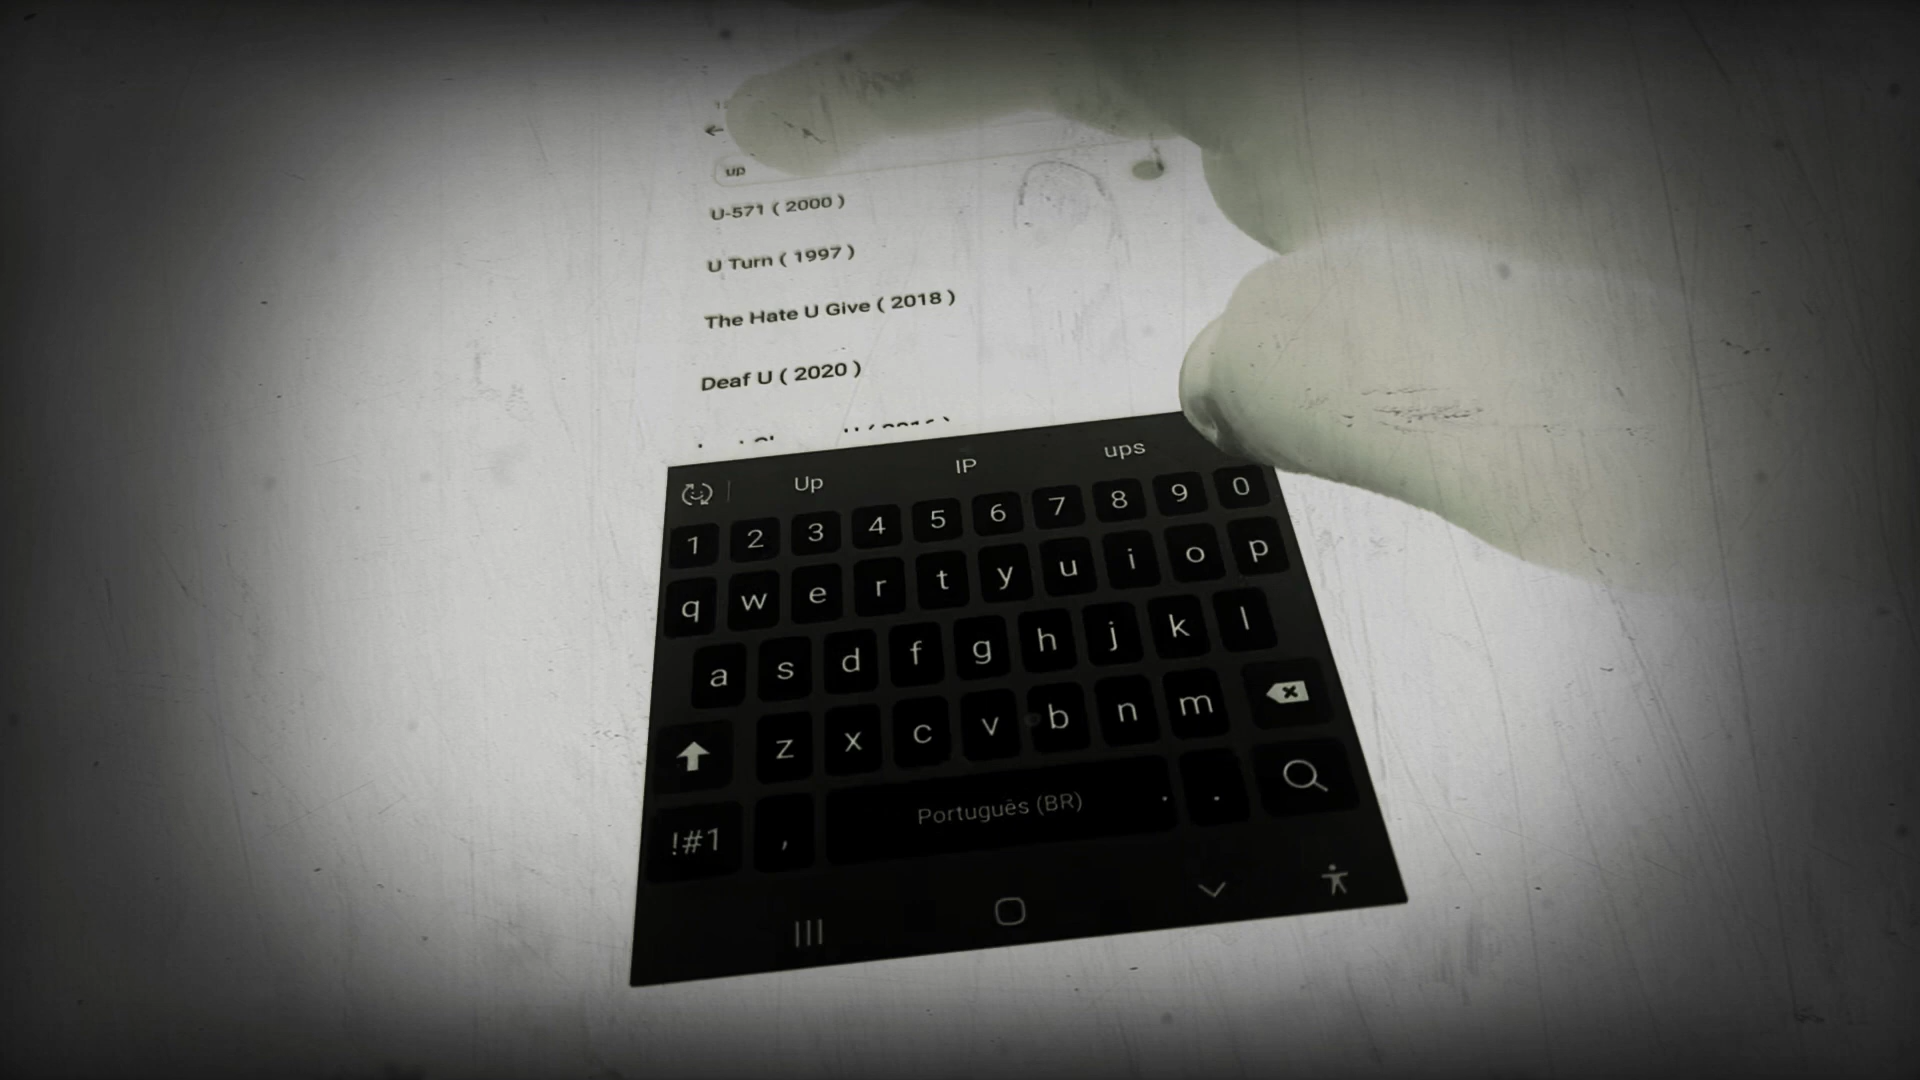 up
U-571 ( 2000 )
U Turn ( 1997 )
The Hate U Give ( 2018 )
Deaf U ( 2020 )
Up IP ups
1 2 3 4 5 6 7 8 9 0
q w e r t y u i o p
a s d f g h j k l
z x c v b n m
!#1 , Português (BR) .